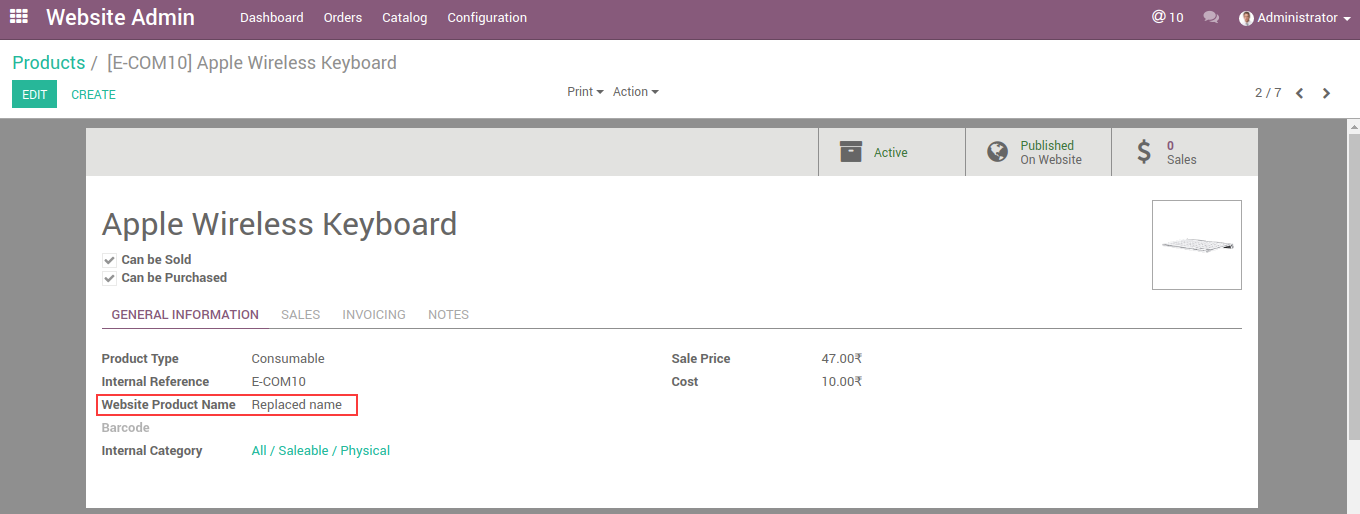 Website Admin Dashboard Orders Catalog Configuration @ 10 Administrator
Products / [E-COM10] Apple Wireless Keyboard
EDIT CREATE Print Action 2 / 7
Active
Published
On Website
0
Sales
Apple Wireless Keyboard
Can be Sold
Can be Purchased
GENERAL INFORMATION SALES INVOICING NOTES
Product Type Consumable Sale Price 47.00₹
Internal Reference E-COM10 Cost 10.00₹
Website Product Name Replaced name
Barcode
Internal Category All / Saleable / Physical